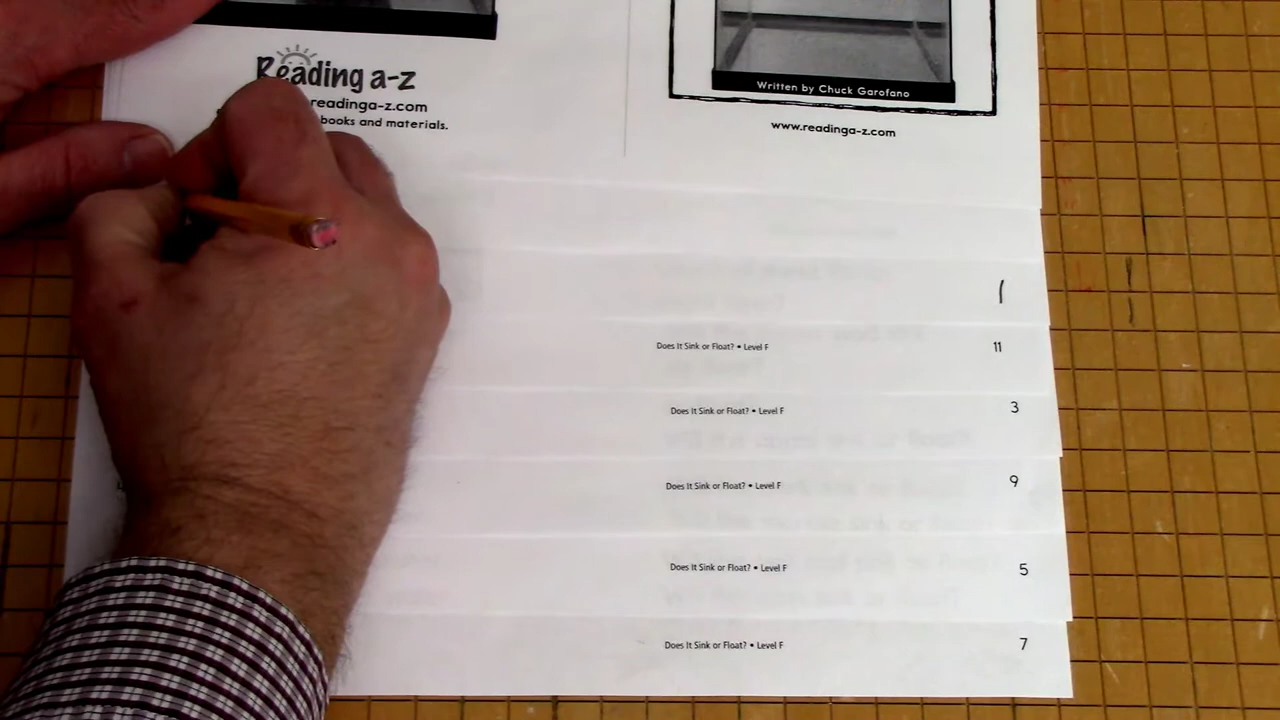 Reading a-z
readinga-z.com
books and materials.
Written by Chuck Garofano
www.readinga-z.com
1
Does It Sink or Float? • Level F 11
Does It Sink or Float? • Level F 3
Does It Sink or Float? • Level F 9
Does It Sink or Float? • Level F 5
Does It Sink or Float? • Level F 7